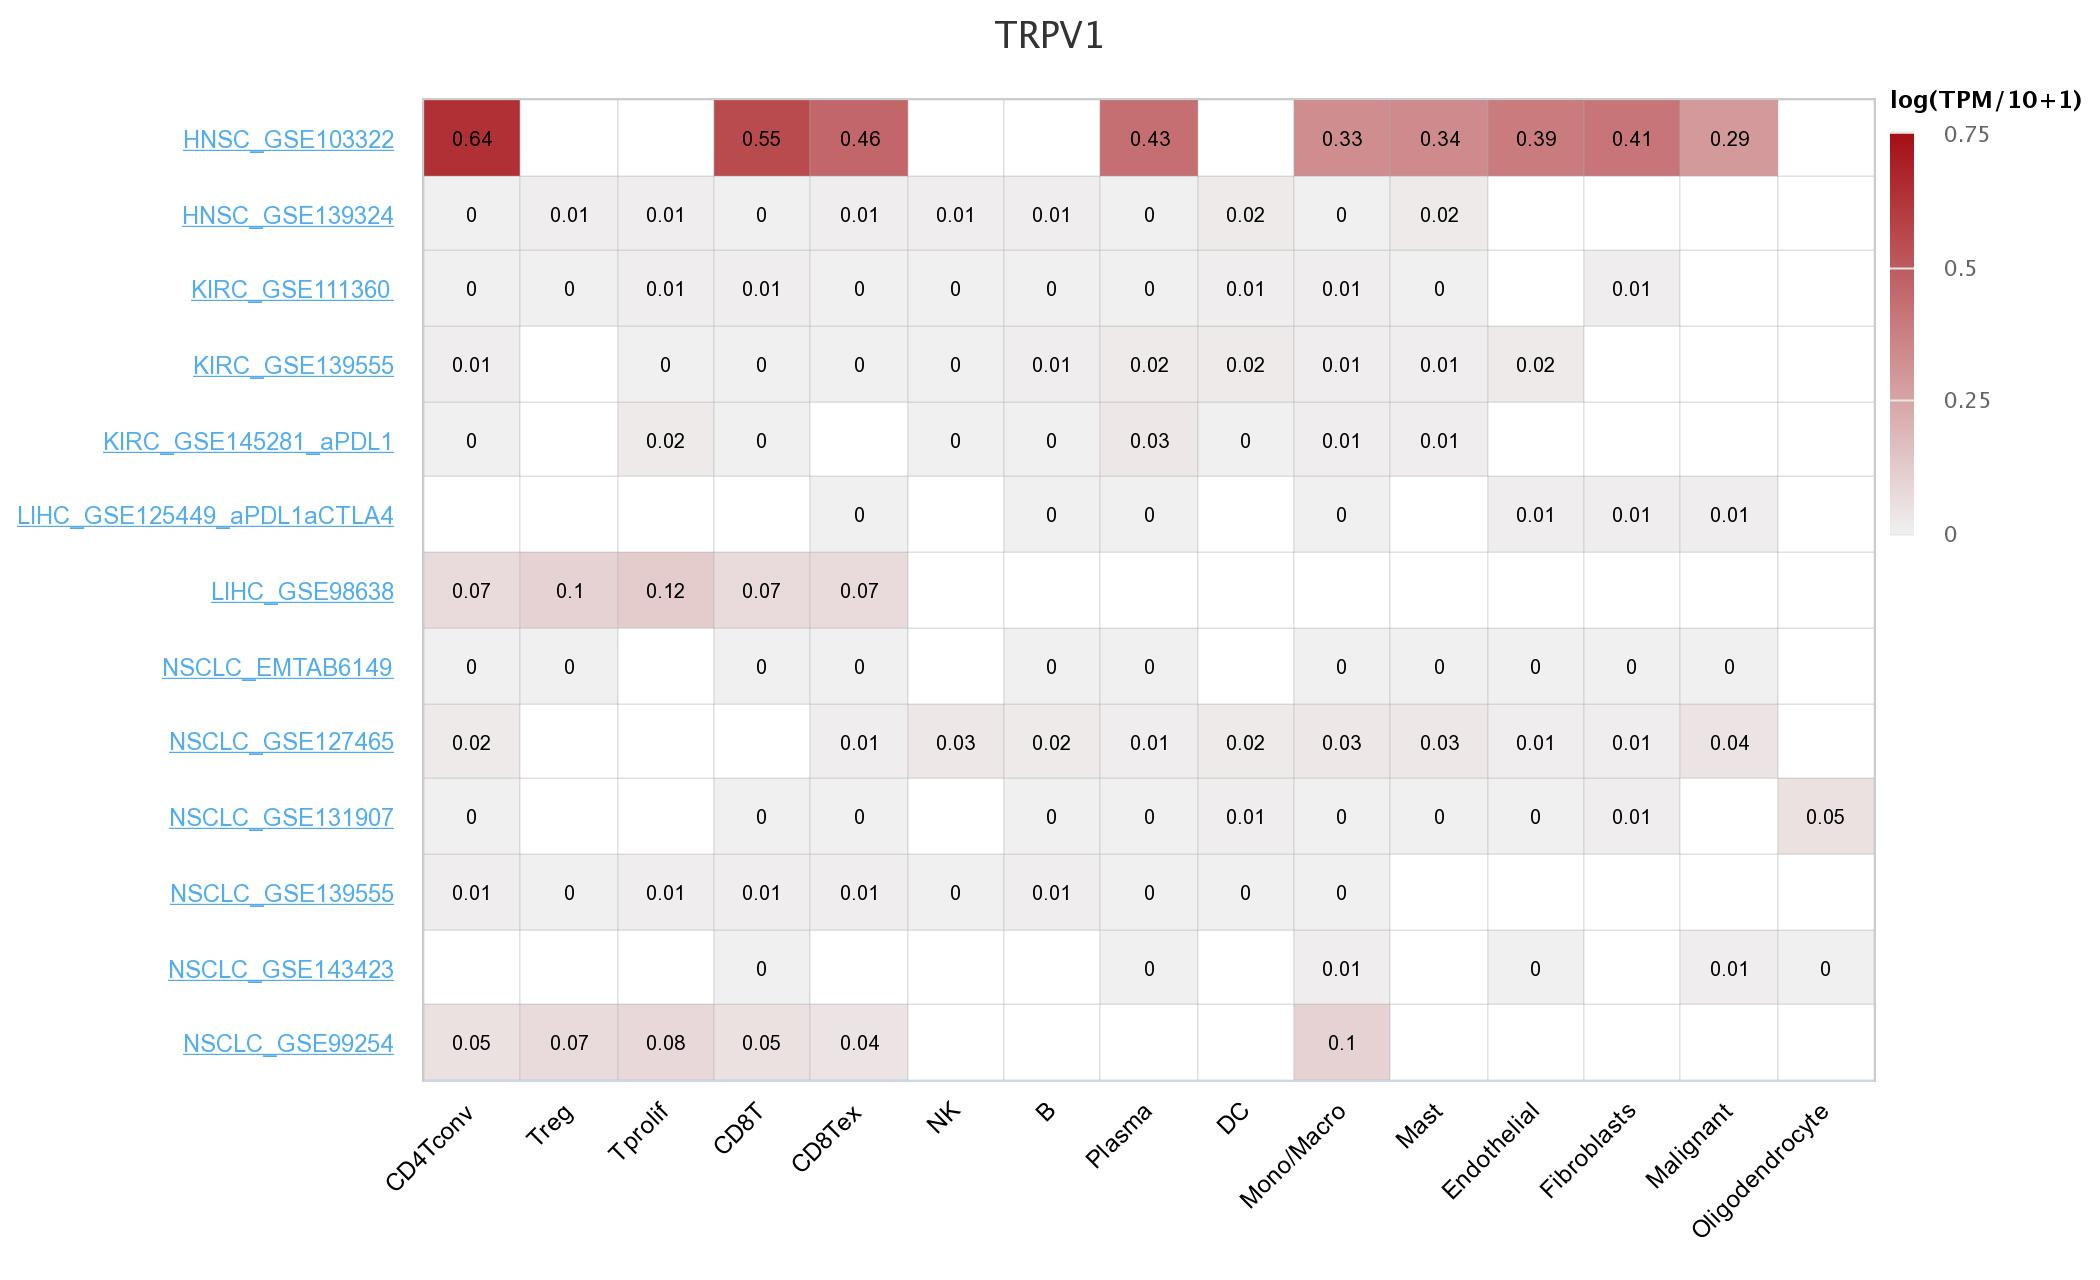 TRPV1
log(TPM/10+1)
0.75
0.5
0.25
0
HNSC_GSE103322 0.64 0.55 0.46 0.43 0.33 0.34 0.39 0.41 0.29
HNSC_GSE139324 0 0.01 0.01 0 0.01 0.01 0.01 0 0.02 0 0.02
KIRC_GSE111360 0 0 0.01 0.01 0 0 0 0 0.01 0.01 0 0.01
KIRC_GSE139555 0.01 0 0 0 0 0.01 0.02 0.02 0.01 0.01 0.02
KIRC_GSE145281_aPDL1 0 0.02 0 0 0 0.03 0 0.01 0.01
LIHC_GSE125449_aPDL1aCTLA4 0 0 0 0 0.01 0.01 0.01
LIHC_GSE98638 0.07 0.1 0.12 0.07 0.07
NSCLC_EMTAB6149 0 0 0 0 0 0 0 0 0 0 0
NSCLC_GSE127465 0.02 0.01 0.03 0.02 0.01 0.02 0.03 0.03 0.01 0.01 0.04
NSCLC_GSE131907 0 0 0 0 0 0.01 0 0 0 0.01 0.05
NSCLC_GSE139555 0.01 0 0.01 0.01 0.01 0 0.01 0 0 0
NSCLC_GSE143423 0 0 0.01 0 0.01 0
NSCLC_GSE99254 0.05 0.07 0.08 0.05 0.04 0.1
CD4Tconv Treg Tprolif CD8T CD8Tex NK B Plasma DC Mono/Macro Mast Endothelial Fibroblasts Malignant Oligodendrocyte